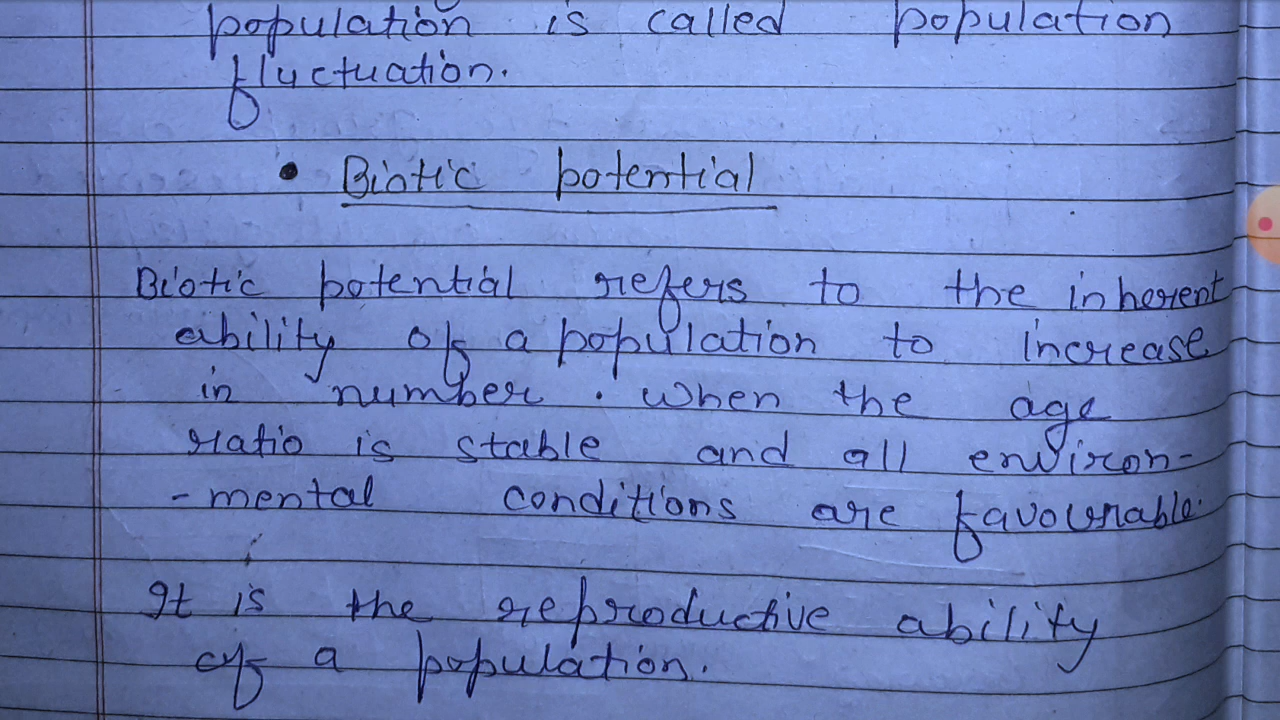 population is called population
fluctuation.
• Biotic potential
Biotic potential refers to the inherent
ability of a population to increase
in number. when the age
ratio is stable and all environ-
-mental conditions are favourable.
It is the reproductive ability
of a population.